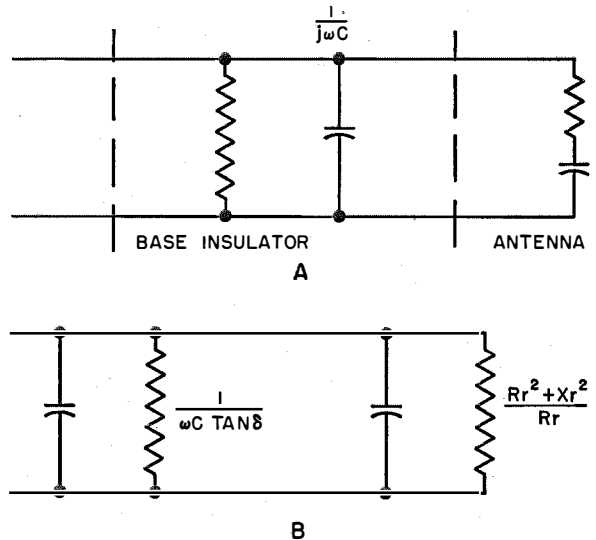 1
jωC
BASE INSULATOR
ANTENNA
A
1
ωC TANδ
Rr²+Xr²
Rr
B